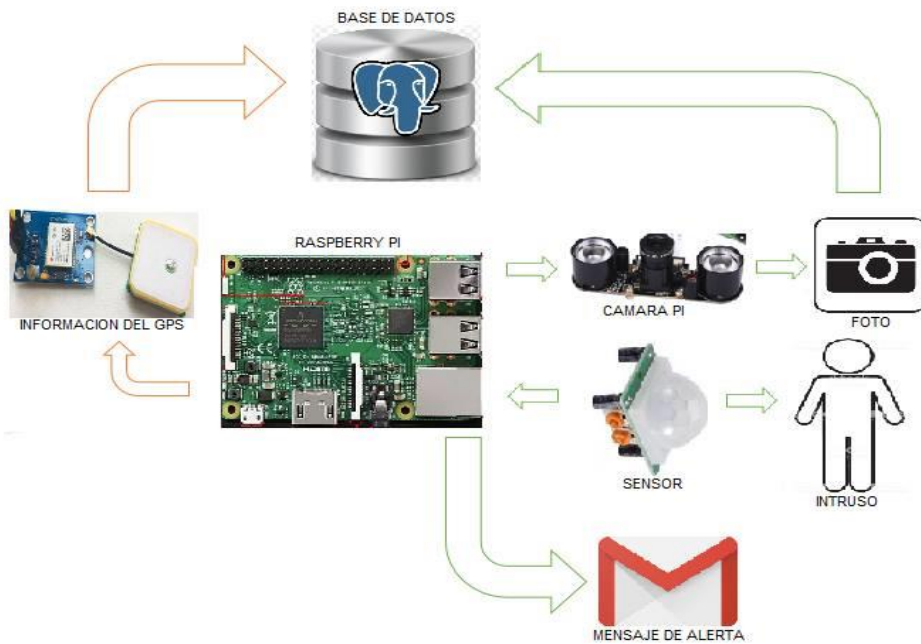 BASE DE DATOS
RASPBERRY PI
INFORMACION DEL GPS
CAMARA PI
FOTO
SENSOR
INTRUSO
MENSAJE DE ALERTA